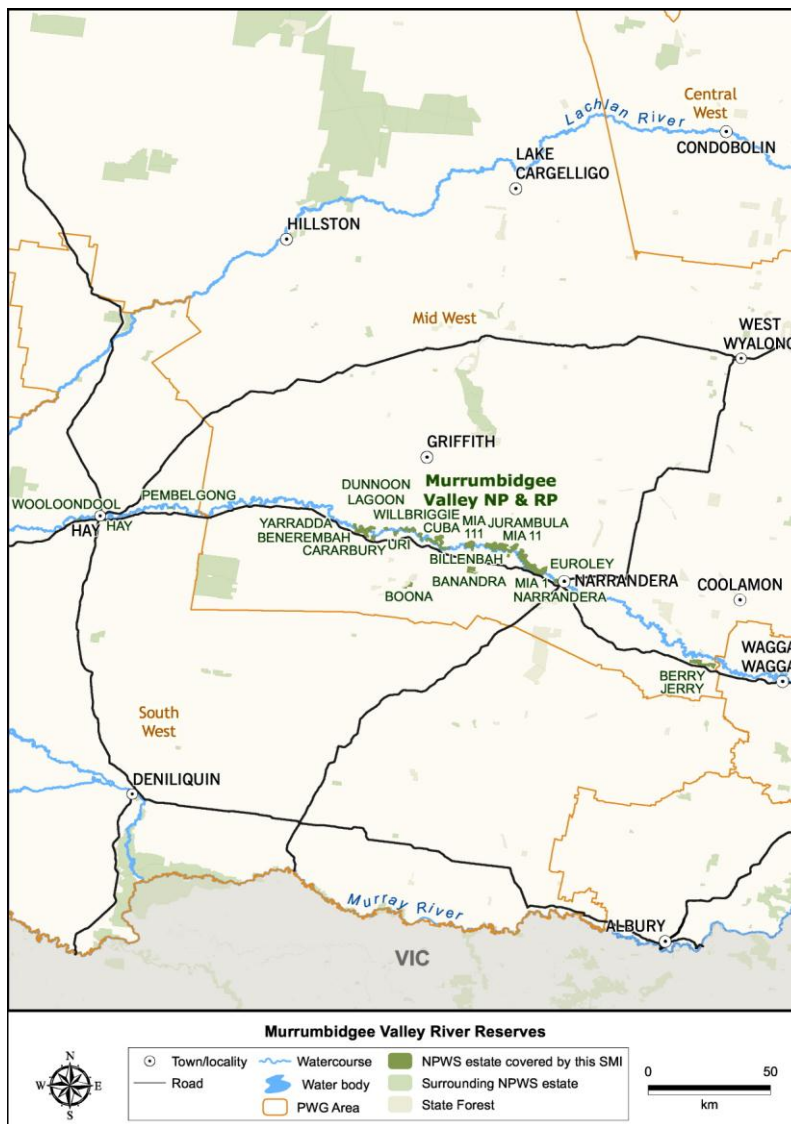 Central
West
Lachlan River
CONDOBOLIN
LAKE
CARGELLIGO
HILLSTON
Mid West
WEST
WYALONG
GRIFFITH
Murrumbidgee
Valley NP & RP
DUNNOON
LAGOON
WOOLOONDOOL
PEMBELGONG
HAY
HAY
WILLBRIGGIE
YARRADDA
BENEREMBAH
CARARBURY
URI
CUBA
MIA
111
JURAMBULA
MIA 11
BILLENBAH
BANANDRA
BOONA
EUROLEY
NARRANDERA
MIA 1
NARRANDERA
COOLAMON
WAGGA
WAGGA
BERRY
JERRY
South
West
DENILIQUIN
Murray River
ALBURY
VIC
Murrumbidgee Valley River Reserves
N
W
E
S
Town/locality
Road
Watercourse
Water body
PWG Area
NPWS estate covered by this SMI
Surrounding NPWS estate
State Forest
0
50
km